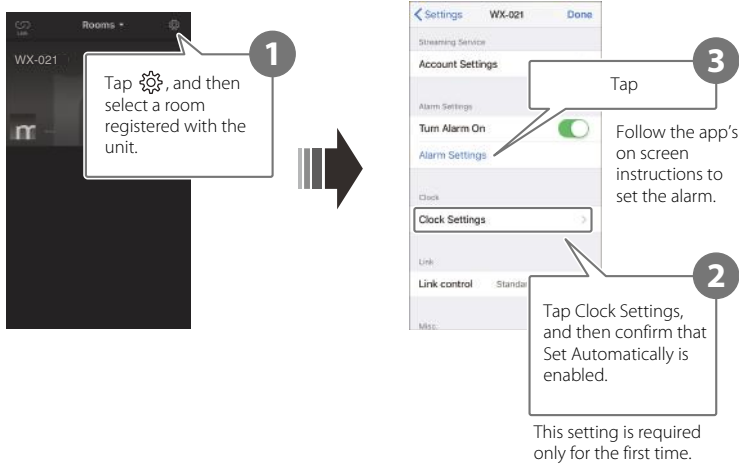 Link
Rooms
WX-021
m
1
Tap , and then
select a room
registered with the
unit.
Settings WX-021 Done
Streaming Service
Account Settings
Alarm Settings
Turn Alarm On
Alarm Settings
Clock
Clock Settings
Link
Link control Standa
Misc.
3
Tap
Follow the app's
on screen
instructions to
set the alarm.
2
Tap Clock Settings,
and then confirm that
Set Automatically is
enabled.
This setting is required
only for the first time.